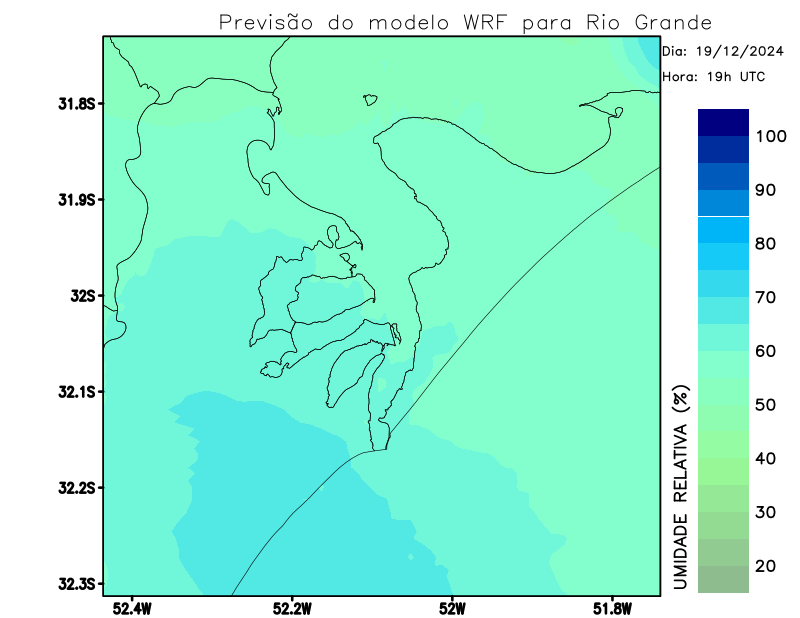 Previsão do modelo WRF para Rio Grande
Dia: 19/12/2024
Hora: 19h UTC
31.8S
31.9S
32S
32.1S
32.2S
32.3S
52.4W
52.2W
52W
51.8W
100
90
80
70
60
50
40
30
20
UMIDADE RELATIVA (%)